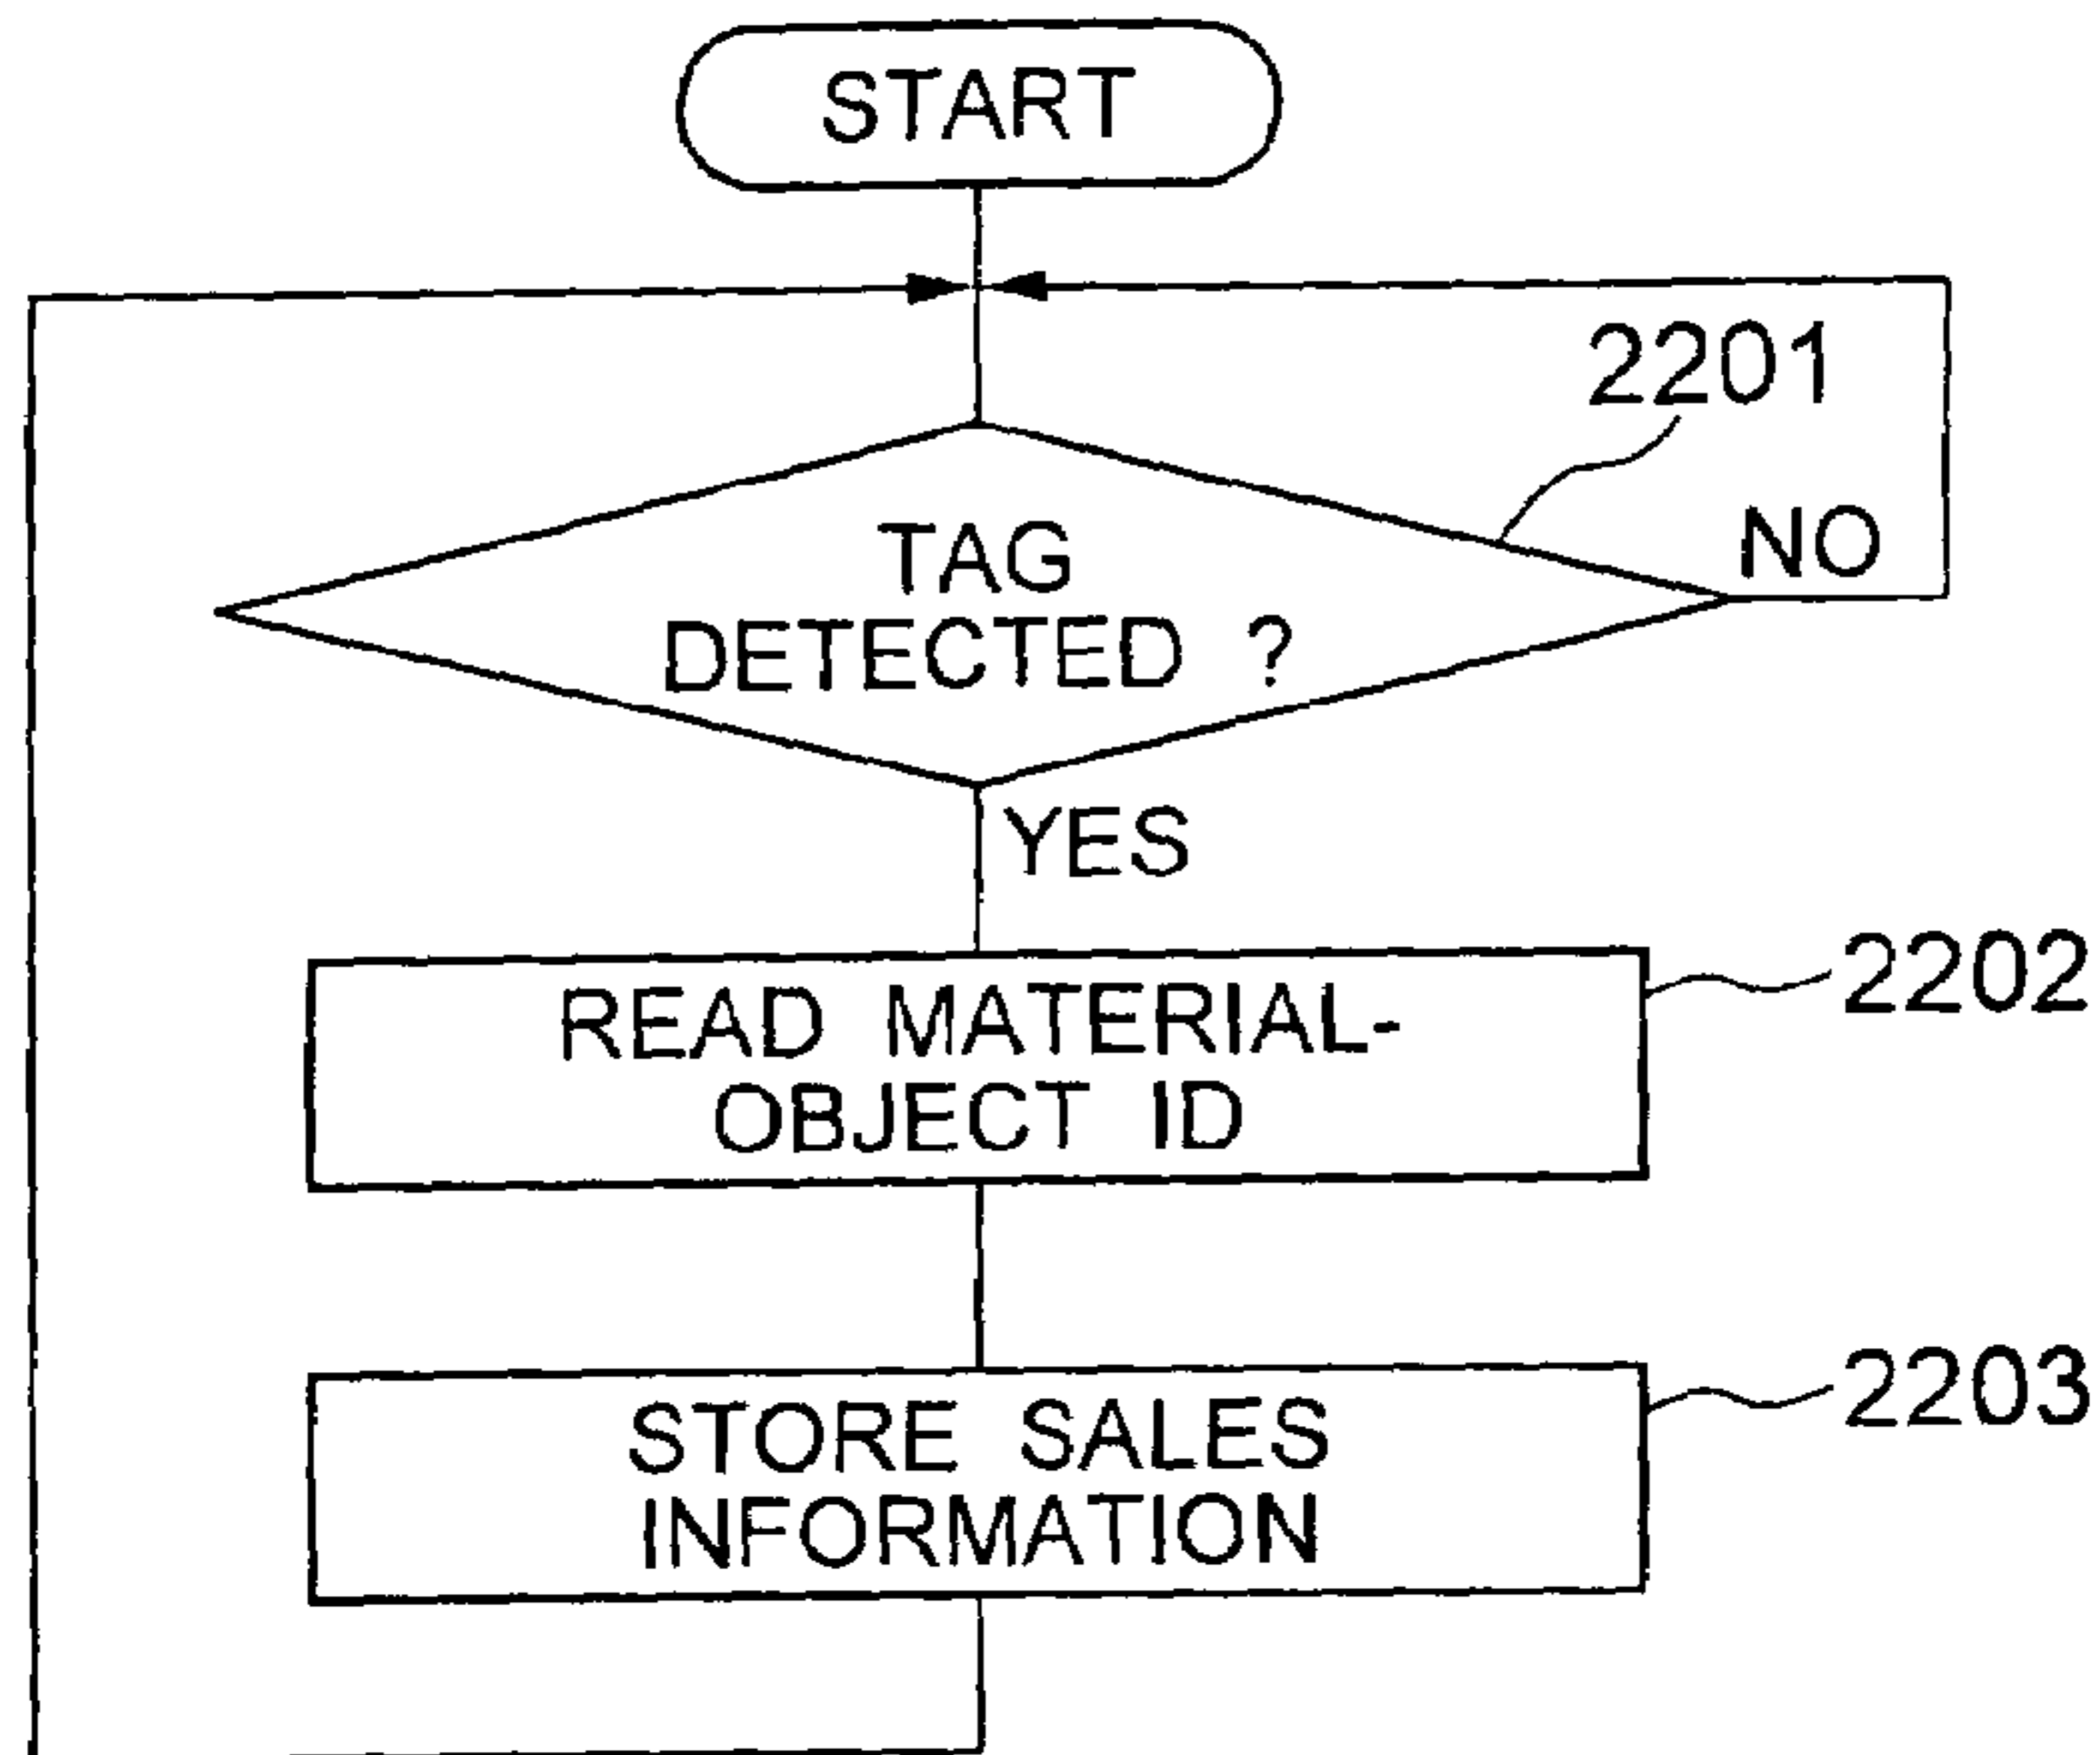 START
2201
NO
TAG
DETECTED ?
YES
READ MATERIAL-
OBJECT ID
2202
STORE SALES
INFORMATION
2203